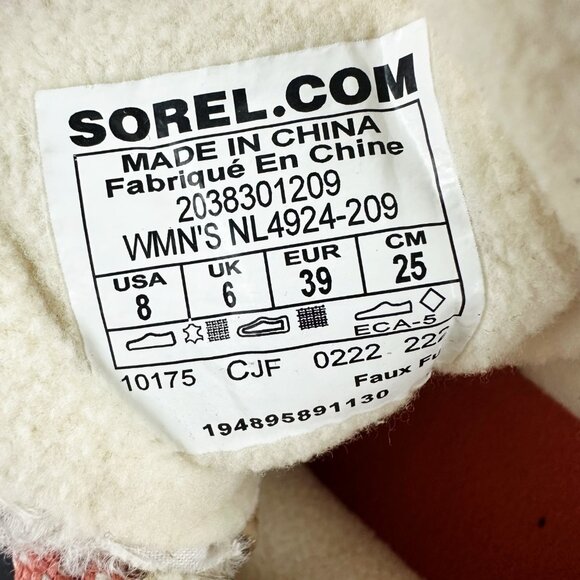 SOREL.COM
MADE IN CHINA
Fabriqué En Chine
2038301209
WMN'S NL4924-209
USA UK EUR CM
8 6 39 25
ECA-5
10175 CJF 0222
Faux
194895891130